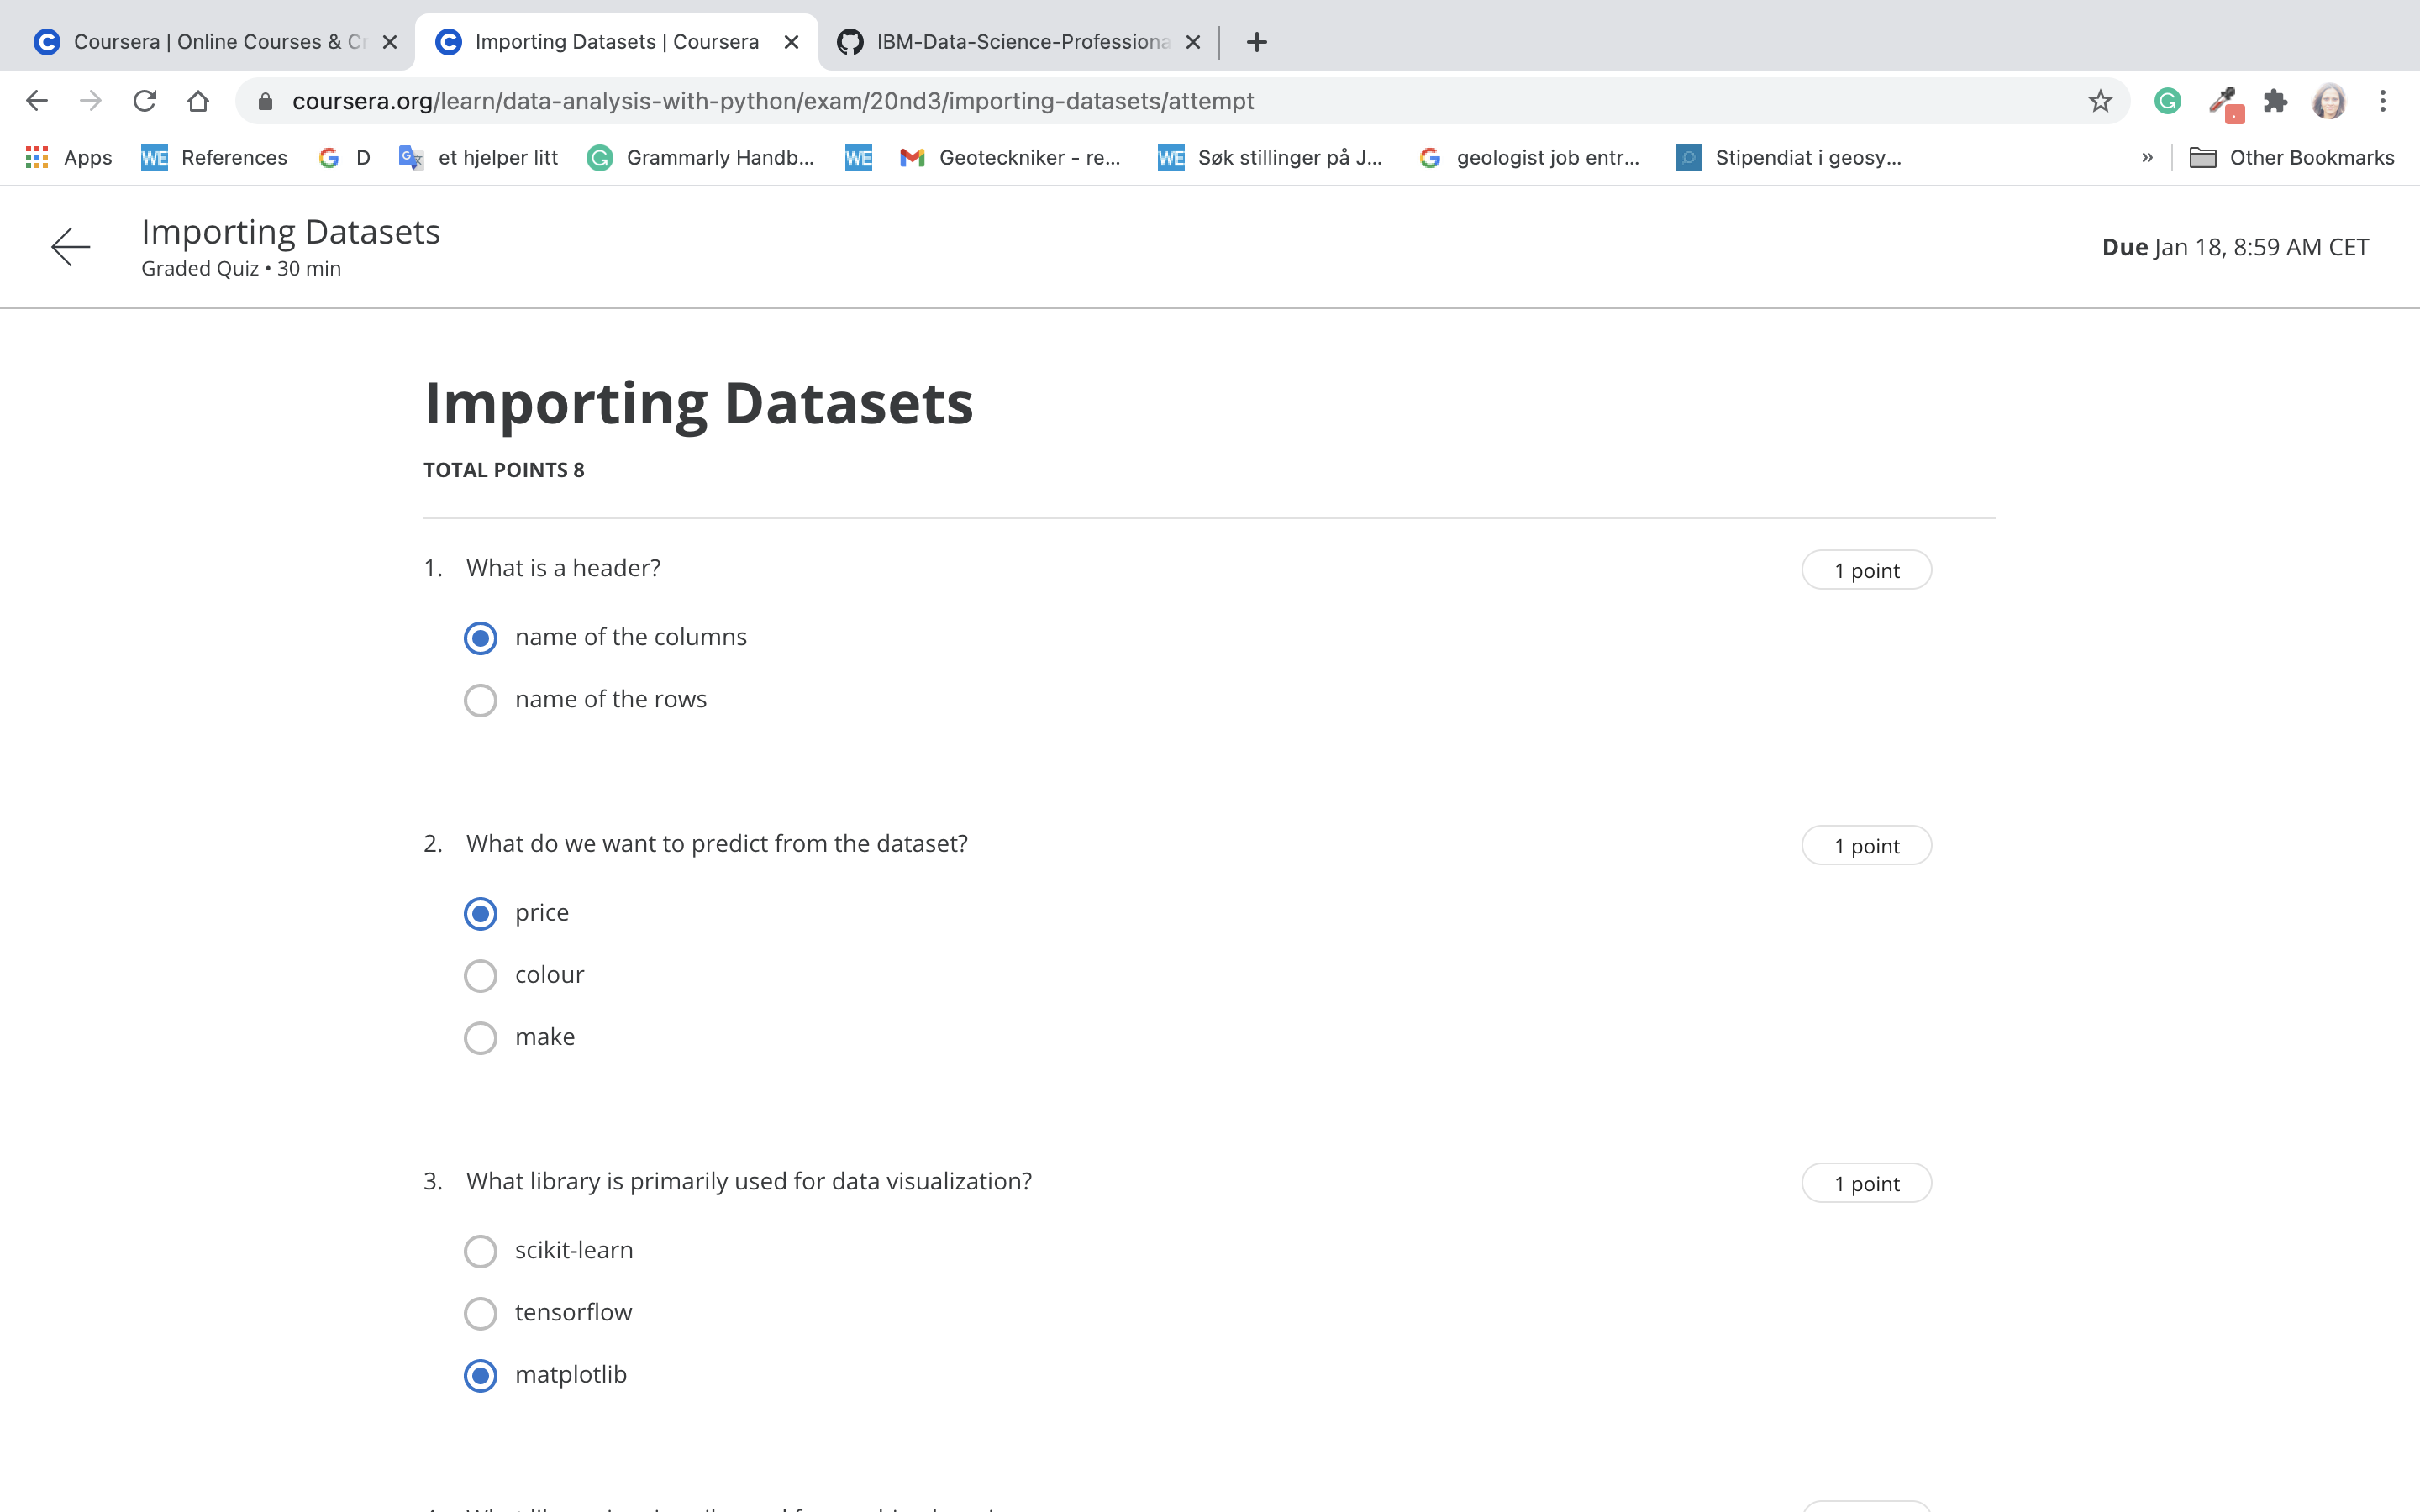 Coursera | Online Courses & Cr
Importing Datasets | Coursera
IBM-Data-Science-Professiona
coursera.org/learn/data-analysis-with-python/exam/20nd3/importing-datasets/attempt
Apps
WE References
D
et hjelper litt
Grammarly Handb...
WE
Geoteckniker - re...
WE Søk stillinger på J...
geologist job entr...
Stipendiat i geosy...
»
Other Bookmarks
Importing Datasets
Graded Quiz • 30 min
Due Jan 18, 8:59 AM CET
Importing Datasets
TOTAL POINTS 8
1. What is a header?
1 point
name of the columns
name of the rows
2. What do we want to predict from the dataset?
1 point
price
colour
make
3. What library is primarily used for data visualization?
1 point
scikit-learn
tensorflow
matplotlib